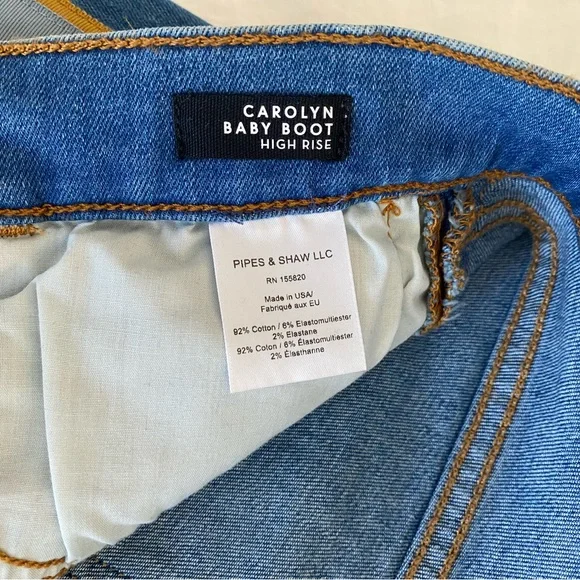 CAROLYN
BABY BOOT
HIGH RISE
PIPES & SHAW LLC
RN 155820
Made in USA/
Fabriqué aux EU
92% Cotton / 6% Elastomultiester
2% Elastane
92% Coton / 6% Élastomultiester
2% Élasthanne